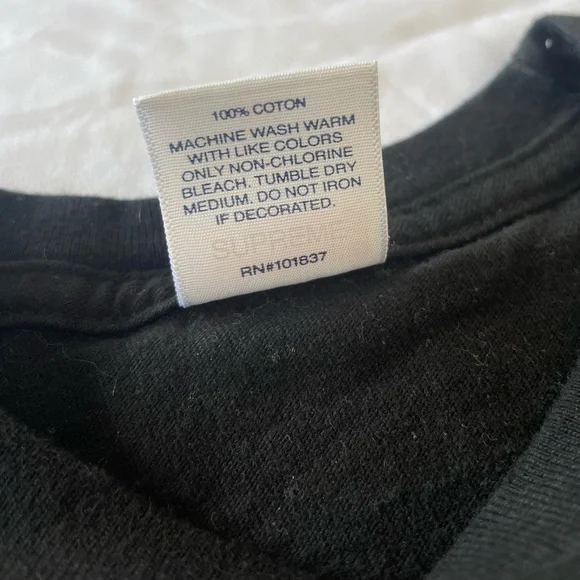 100% COTON
MACHINE WASH WARM
WITH LIKE COLORS
ONLY NON-CHLORINE
BLEACH. TUMBLE DRY
MEDIUM. DO NOT IRON
IF DECORATED.
SUPREME
RN#101837